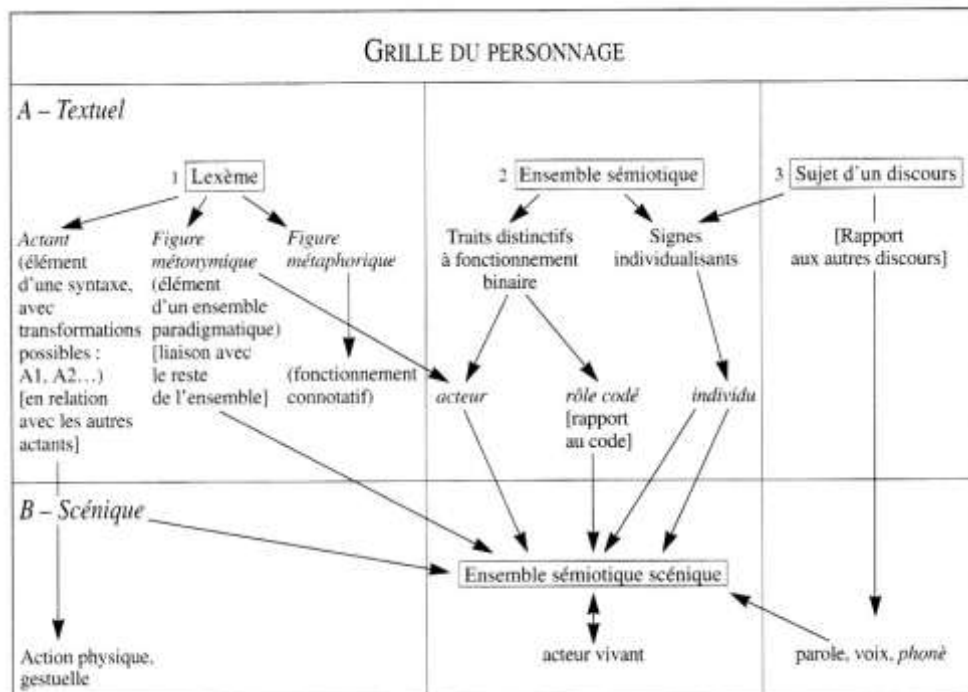 GRILLE DU PERSONNAGE
A – Textuel
1 Lexème
Actant
(élément
d'une syntaxe,
avec
transformations
possibles :
A1, A2…)
[en relation
avec les autres
actants]
Figure
métonymique
(élément
d'un ensemble
paradigmatique)
[liaison avec
le reste
de l'ensemble]
Figure
métaphorique
(fonctionnement
connotatif)
2 Ensemble sémiotique
Traits distinctifs
à fonctionnement
binaire
Signes
individualisants
acteur
rôle codé
[rapport
au code]
individu
3 Sujet d'un discours
[Rapport
aux autres discours]
B – Scénique
Ensemble sémiotique scénique
Action physique,
gestuelle
acteur vivant
parole, voix, phonè